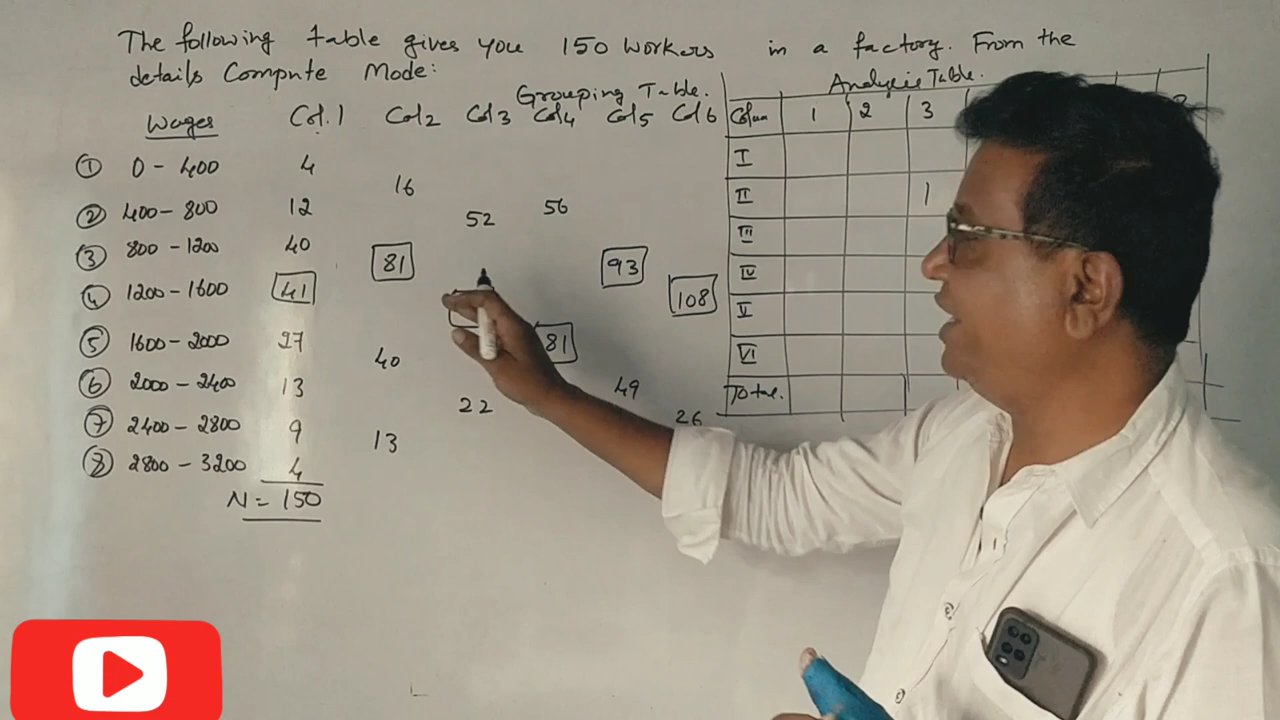 The following table gives you 150 workers in a factory. From the
details Compute Mode:
Grouping Table. Analysis Table.
Wages Col.1 Col2 Col3 Col4 Col5 Col6
① 0 - 400 4
16
② 400 - 800 12
52 56
③ 800 - 1200 40
81 93
④ 1200 - 1600 41
108
⑤ 1600 - 2000 27
40 81
⑥ 2000 - 2400 13
49
22 26
⑦ 2400 - 2800 9
13
⑧ 2800 - 3200 4
N = 150
Colum 1 2 3
I
II 1
III
IV
V
VI
Total.